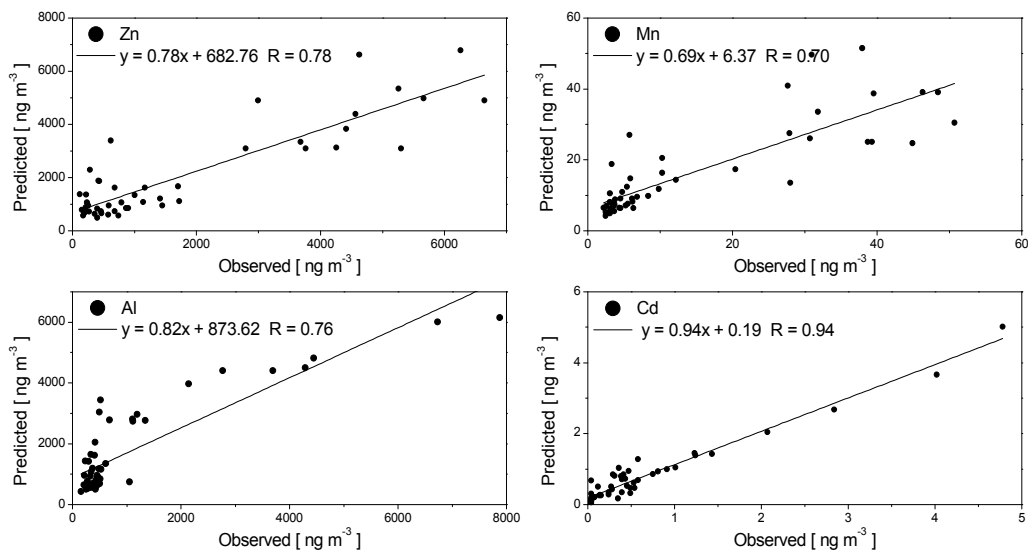 8000
6000
4000
2000
0
Predicted [ ng m⁻³ ]
Zn
y = 0.78x + 682.76 R = 0.78
0 2000 4000 6000
Observed [ ng m⁻³ ]
60
40
20
0
Predicted [ ng m⁻³ ]
Mn
y = 0.69x + 6.37 R = 0.70
0 20 40 60
Observed [ ng m⁻³ ]
6000
4000
2000
0
Predicted [ ng m⁻³ ]
Al
y = 0.82x + 873.62 R = 0.76
0 2000 4000 6000 8000
Observed [ ng m⁻³ ]
6
4
2
0
Predicted [ ng m⁻³ ]
Cd
y = 0.94x + 0.19 R = 0.94
0 1 2 3 4 5
Observed [ ng m⁻³ ]